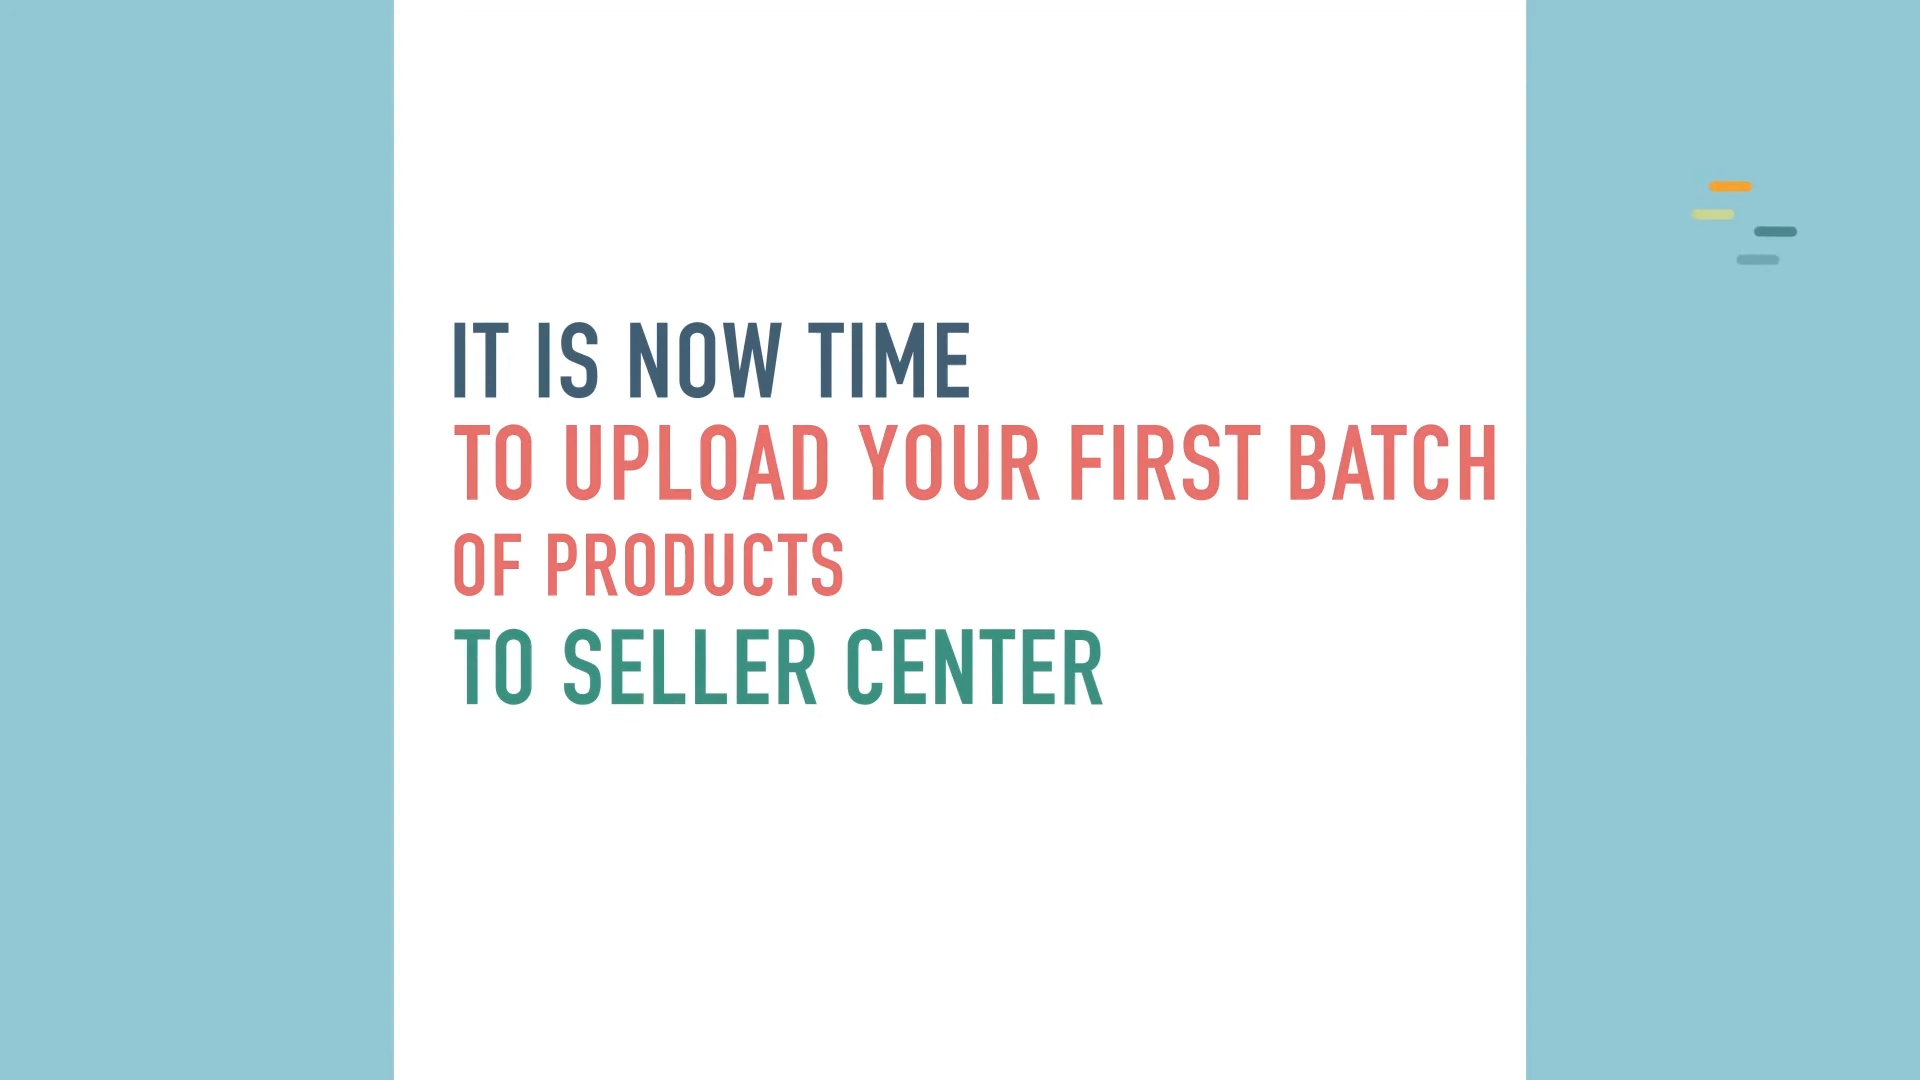 IT IS NOW TIME
TO UPLOAD YOUR FIRST BATCH
OF PRODUCTS
TO SELLER CENTER